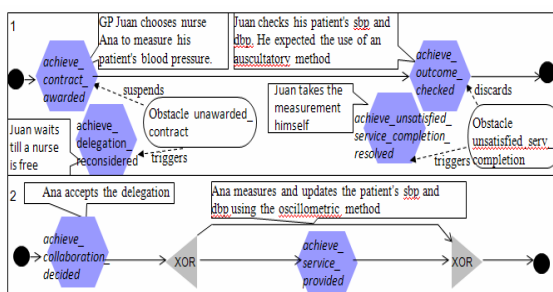 1
GP Juan chooses nurse
Ana to measure his
patient's blood pressure.
Juan checks his patient's sbp and
dbp. He expected the use of an
auscultatory method
achieve_
contract_
awarded
achieve_
outcome_
checked
suspends
discards
Juan takes the
measurement
himself
Obstacle unawarded_
contract
achieve_unsatisfied_
service_completion_
resolved
Obstacle
unsatisfied_serv_
completion
Juan waits
till a nurse
is free
achieve_
delegation_
reconsidered
triggers
triggers
2
Ana accepts the delegation
Ana measures and updates the patient's sbp and
dbp using the oscillometric method
achieve_
collaboration_
decided
XOR
achieve_
service_
provided
XOR